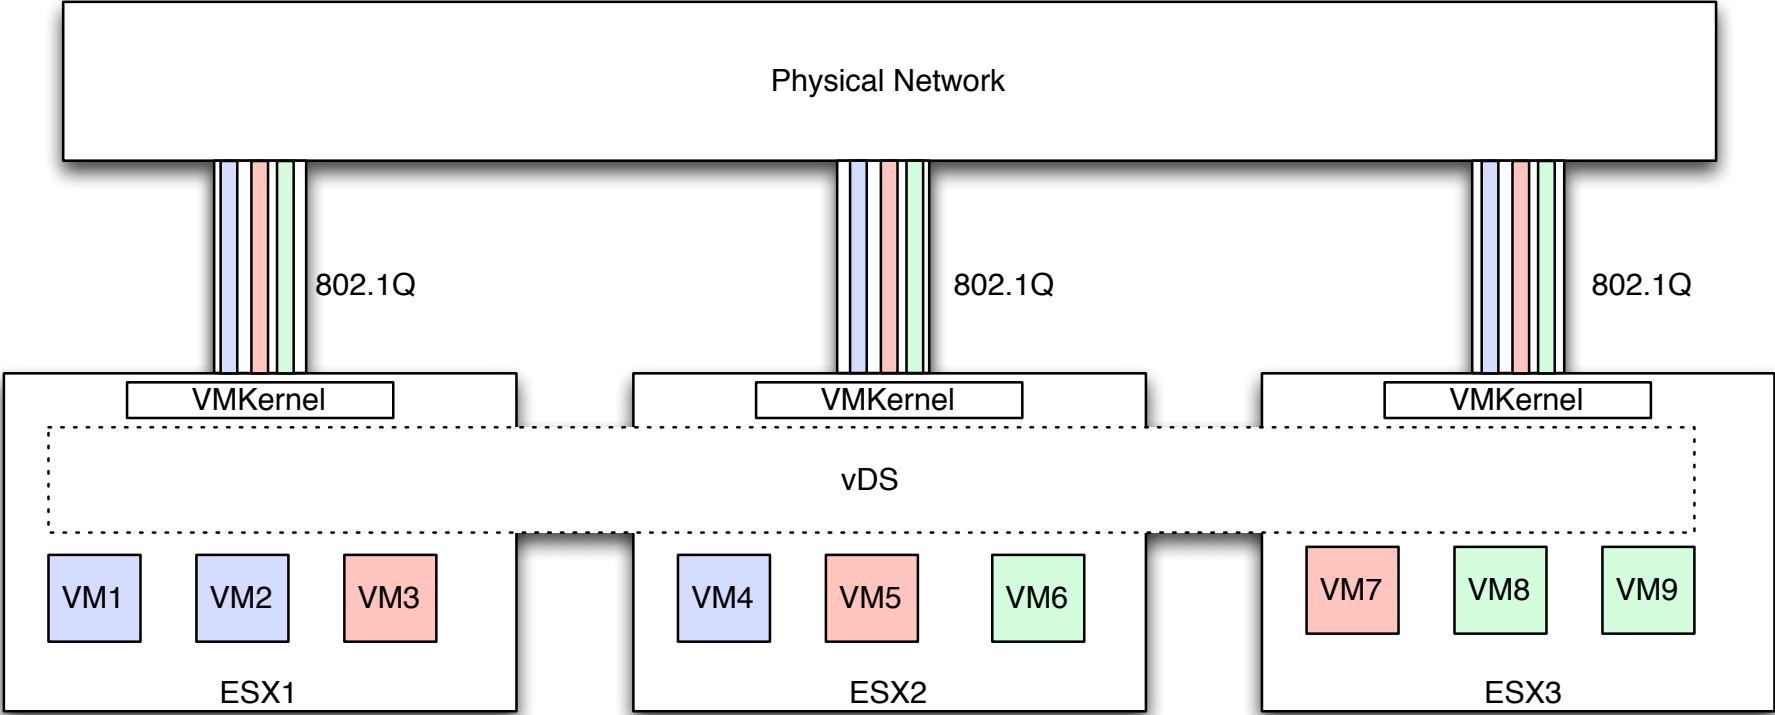 Physical Network
802.1Q
802.1Q
802.1Q
VMKernel
VMKernel
VMKernel
vDS
VM1
VM2
VM3
VM4
VM5
VM6
VM7
VM8
VM9
ESX1
ESX2
ESX3